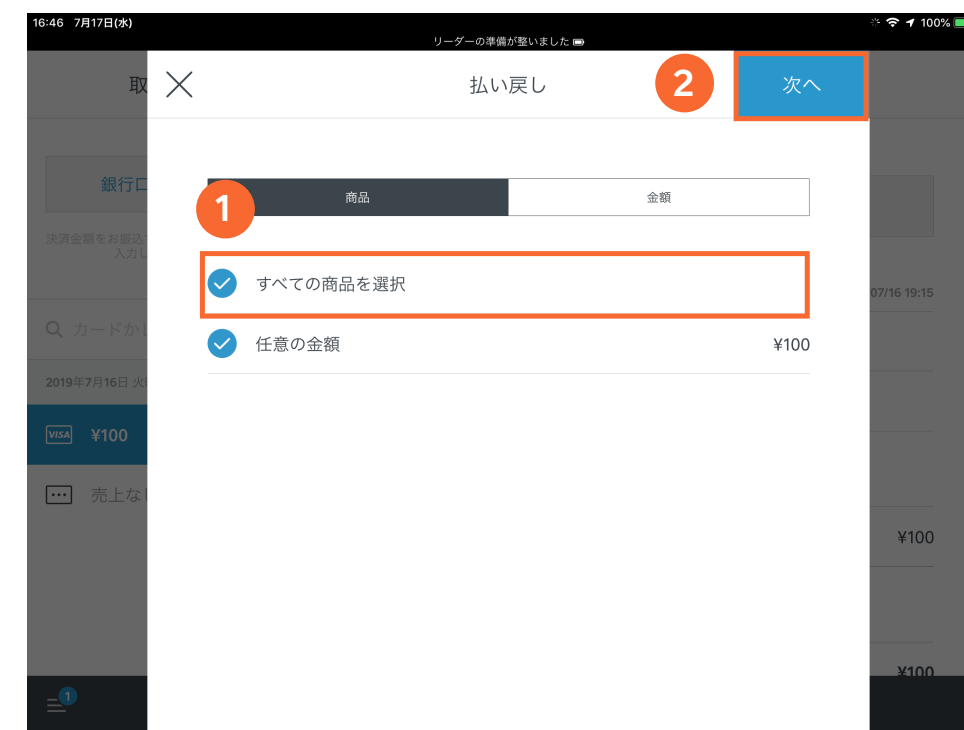 16:46 7月17日(水)
100%
リーダーの準備が整いました
取
払い戻し
2
次へ
銀行口
1
商品
金額
決済金額をお振込
入力し
すべての商品を選択
07/16 19:15
カードか
任意の金額
¥100
2019年7月16日 火
VISA ¥100
売上な
¥100
¥100
1